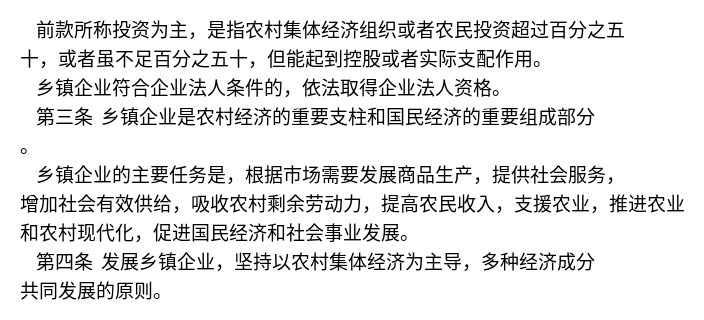 前款所称投资为主，是指农村集体经济组织或者农民投资超过百分之五
十，或者虽不足百分之五十，但能起到控股或者实际支配作用。
乡镇企业符合企业法人条件的，依法取得企业法人资格。
第三条 乡镇企业是农村经济的重要支柱和国民经济的重要组成部分
。
乡镇企业的主要任务是，根据市场需要发展商品生产，提供社会服务，
增加社会有效供给，吸收农村剩余劳动力，提高农民收入，支援农业，推进农业
和农村现代化，促进国民经济和社会事业发展。
第四条 发展乡镇企业，坚持以农村集体经济为主导，多种经济成分
共同发展的原则。